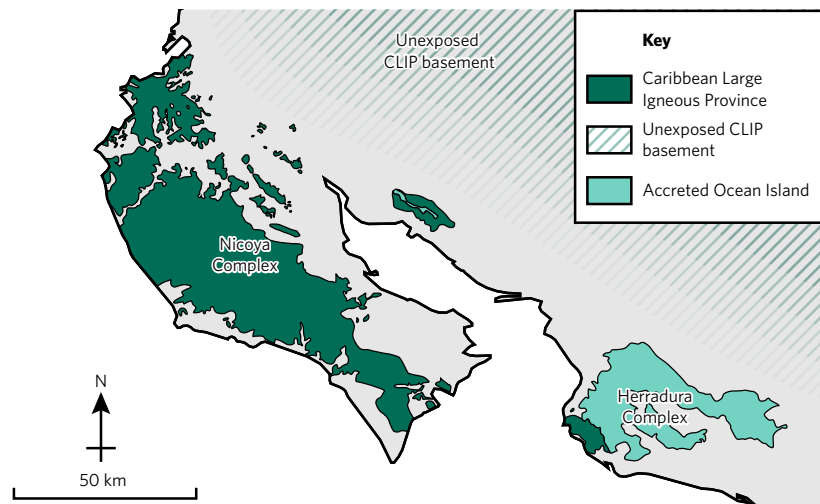 Unexposed
CLIP basement
Key
Caribbean Large
Igneous Province
Unexposed CLIP
basement
Accreted Ocean Island
Nicoya
Complex
Herradura
Complex
N
50 km